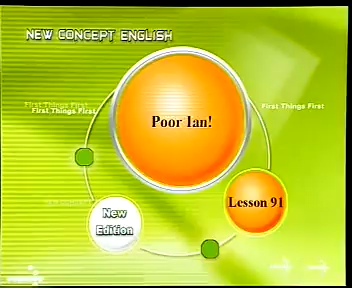 NEW CONCEPT ENGLISH
First Things First
First Things First
First Things First
Poor Ian!
Lesson 91
New
Edition